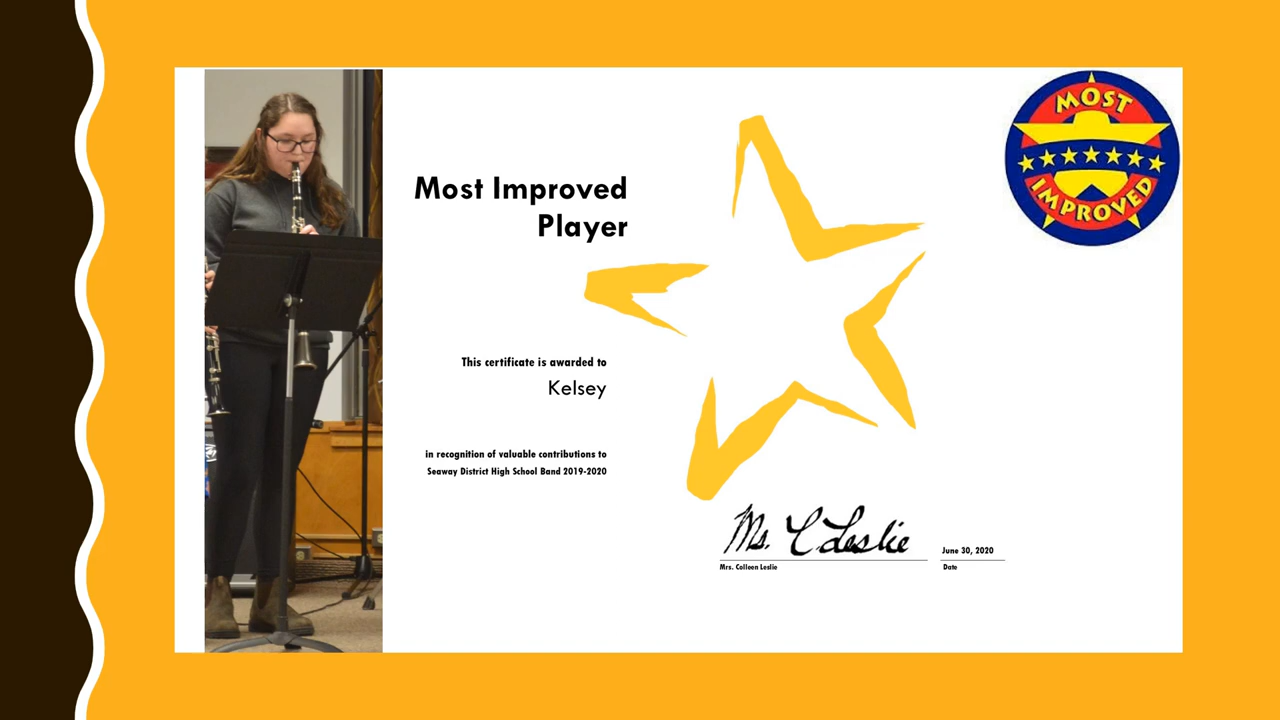 Most Improved
Player
This certificate is awarded to
Kelsey
in recognition of valuable contributions to
Seaway District High School Band 2019-2020
Ms. C Leslie
Mrs. Colleen Leslie
June 30, 2020
Date
MOST
IMPROVED